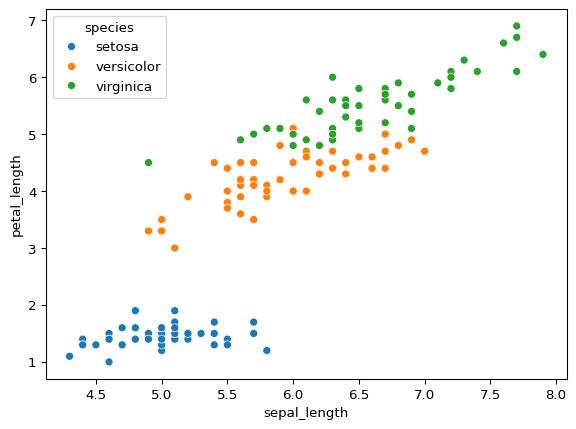 species
setosa
versicolor
virginica
petal_length
7
6
5
4
3
2
1
4.5 5.0 5.5 6.0 6.5 7.0 7.5 8.0
sepal_length